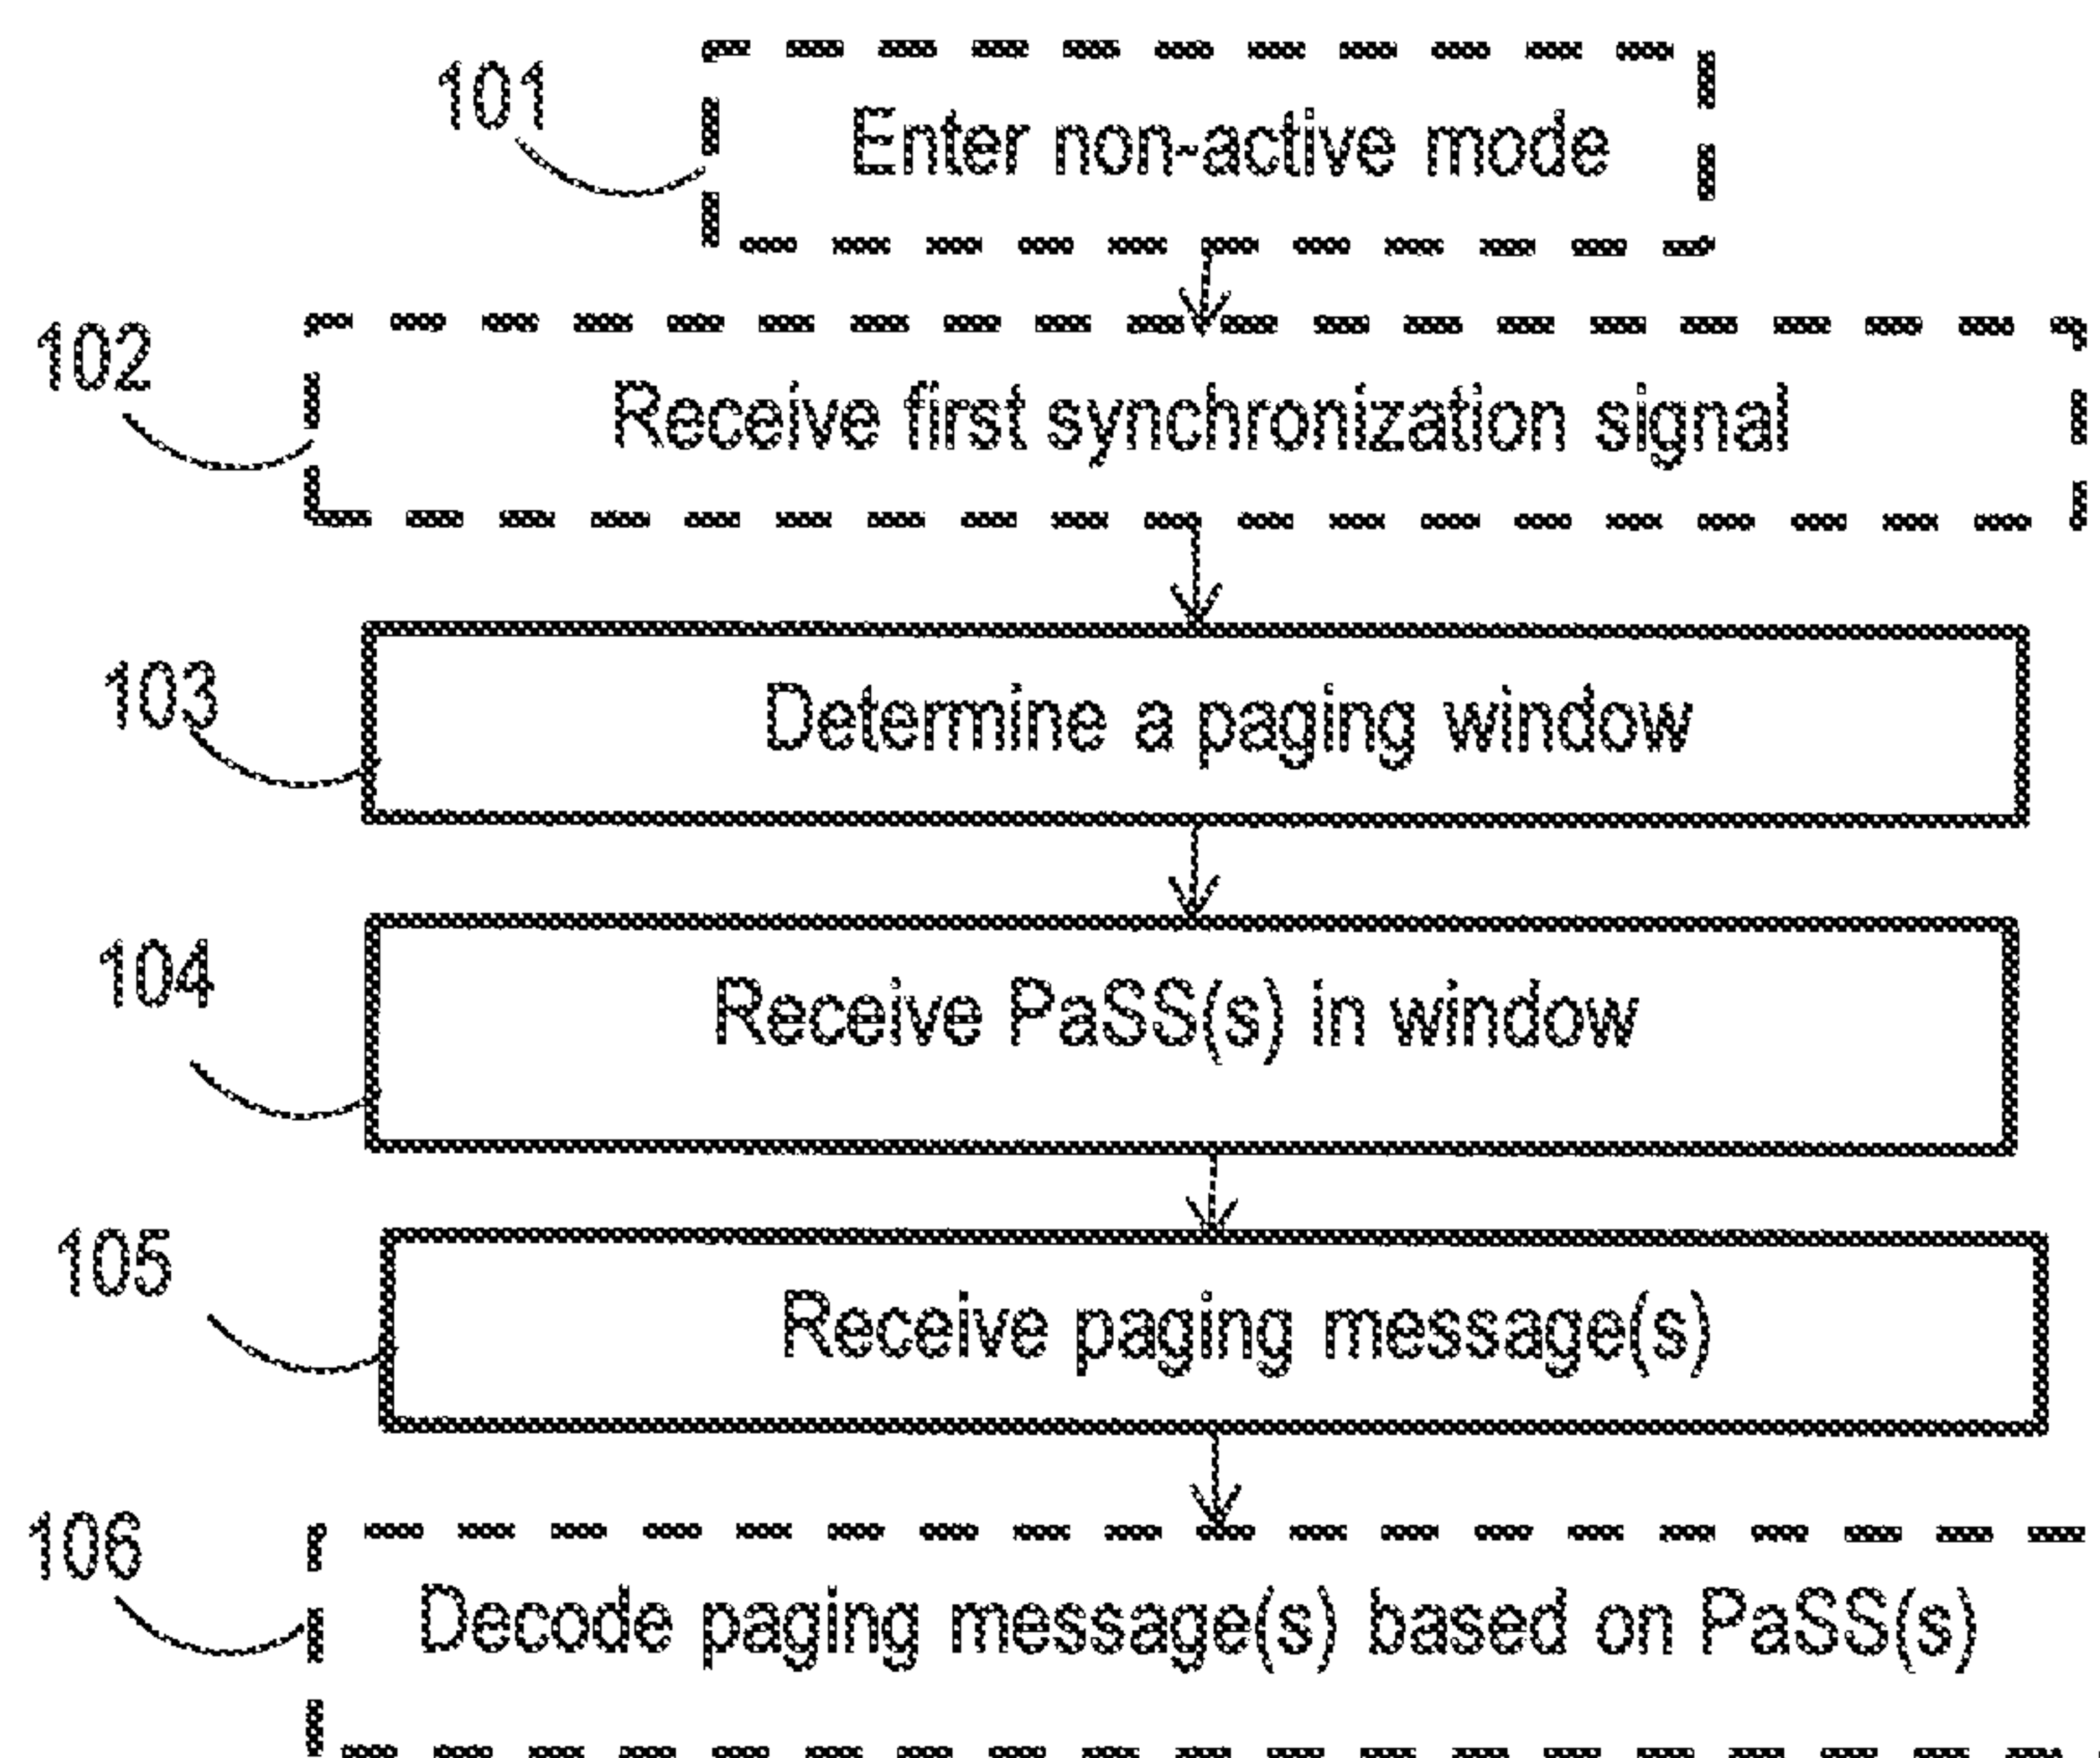 101
Enter non-active mode
102
Receive first synchronization signal
103
Determine a paging window
104
Receive PaSS(s) in window
105
Receive paging message(s)
106
Decode paging message(s) based on PaSS(s)